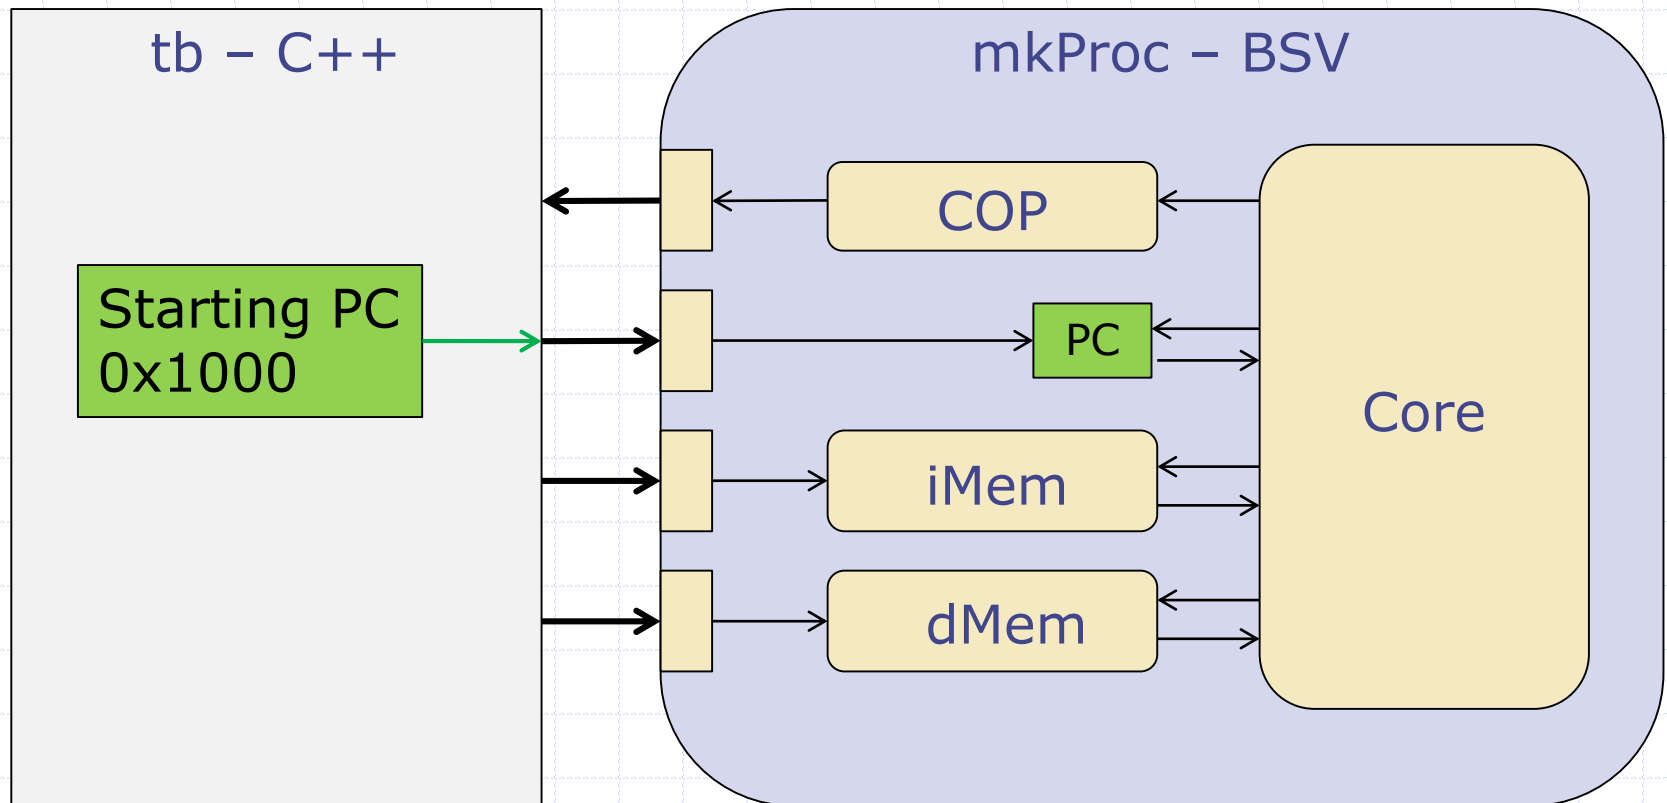 tb – C++
mkProc – BSV
COP
Starting PC
0x1000
PC
Core
iMem
dMem